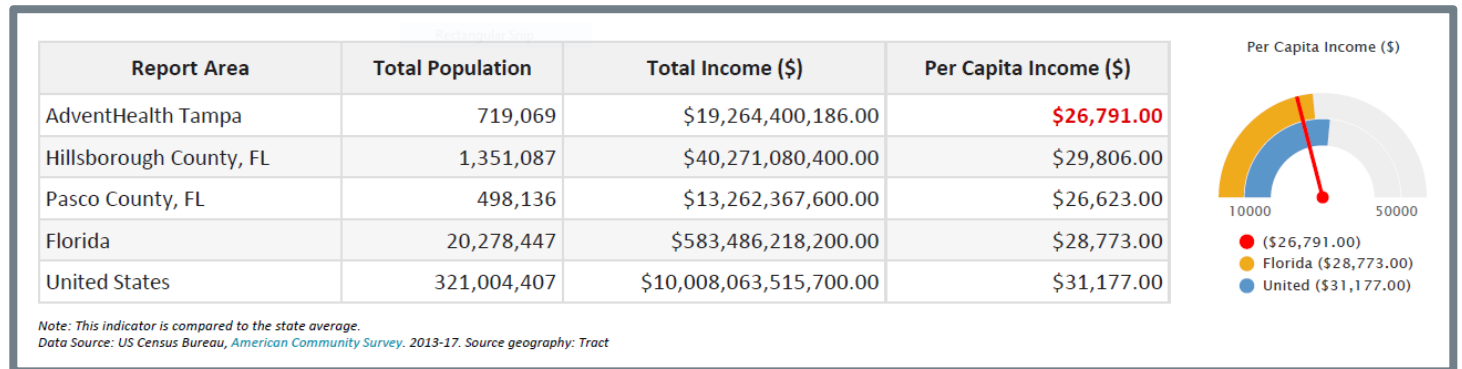 Report Area Total Population Total Income ($) Per Capita Income ($)
AdventHealth Tampa 719,069 $19,264,400,186.00 $26,791.00
Hillsborough County, FL 1,351,087 $40,271,080,400.00 $29,806.00
Pasco County, FL 498,136 $13,262,367,600.00 $26,623.00
Florida 20,278,447 $583,486,218,200.00 $28,773.00
United States 321,004,407 $10,008,063,515,700.00 $31,177.00
Note: This indicator is compared to the state average.
Data Source: US Census Bureau, American Community Survey. 2013-17. Source geography: Tract
Per Capita Income ($)
10000 50000
($26,791.00)
Florida ($28,773.00)
United ($31,177.00)